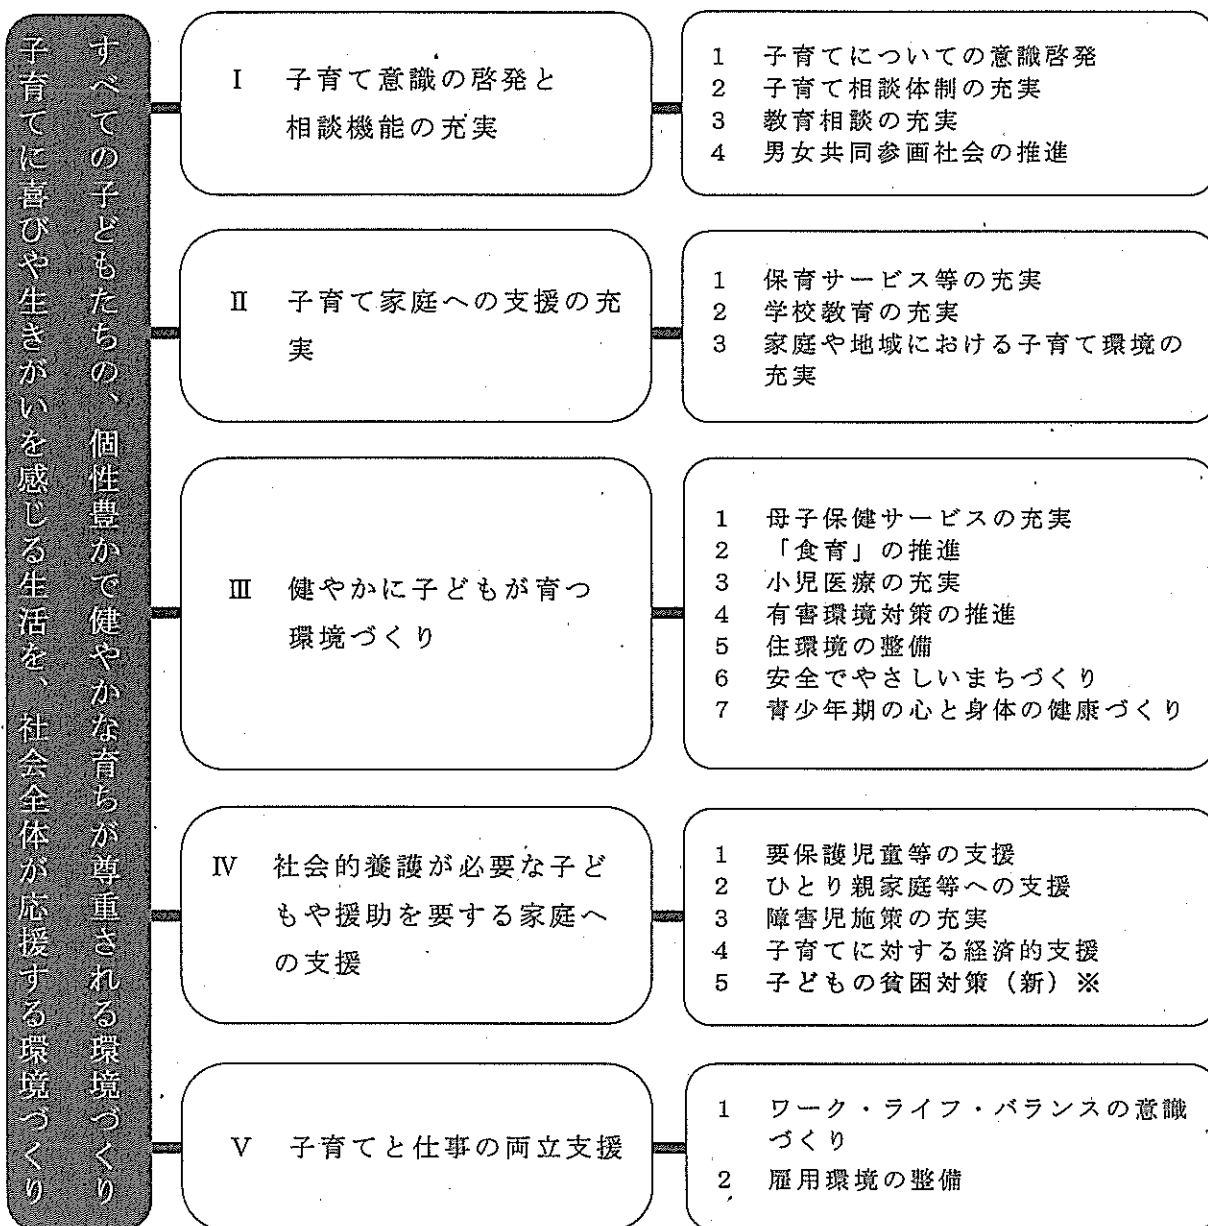 すべての子どもたちの、個性豊かで健やかな育ちが尊重される環境づくり
子育てに喜びや生きがいを感じる生活を、社会全体が応援する環境づくり
Ⅰ 子育て意識の啓発と
相談機能の充実
1 子育てについての意識啓発
2 子育て相談体制の充実
3 教育相談の充実
4 男女共同参画社会の推進
Ⅱ 子育て家庭への支援の充
実
1 保育サービス等の充実
2 学校教育の充実
3 家庭や地域における子育て環境の
充実
Ⅲ 健やかに子どもが育つ
環境づくり
1 母子保健サービスの充実
2 「食育」の推進
3 小児医療の充実
4 有害環境対策の推進
5 住環境の整備
6 安全でやさしいまちづくり
7 青少年期の心と身体の健康づくり
Ⅳ 社会的養護が必要な子ど
もや援助を要する家庭へ
の支援
1 要保護児童等の支援
2 ひとり親家庭等への支援
3 障害児施策の充実
4 子育てに対する経済的支援
5 子どもの貧困対策（新）※
Ⅴ 子育てと仕事の両立支援
1 ワーク・ライフ・バランスの意識
づくり
2 雇用環境の整備